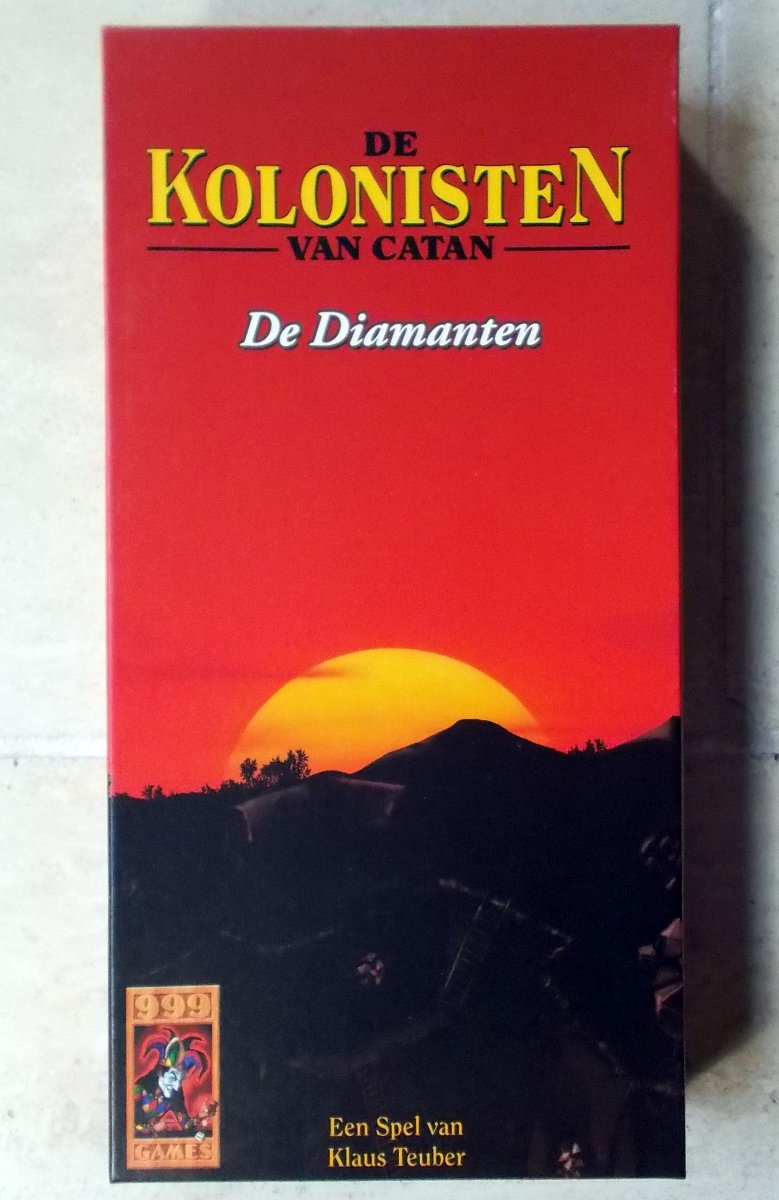 DE
KOLONISTEN
VAN CATAN
De Diamanten
999
GAMES
Een Spel van
Klaus Teuber